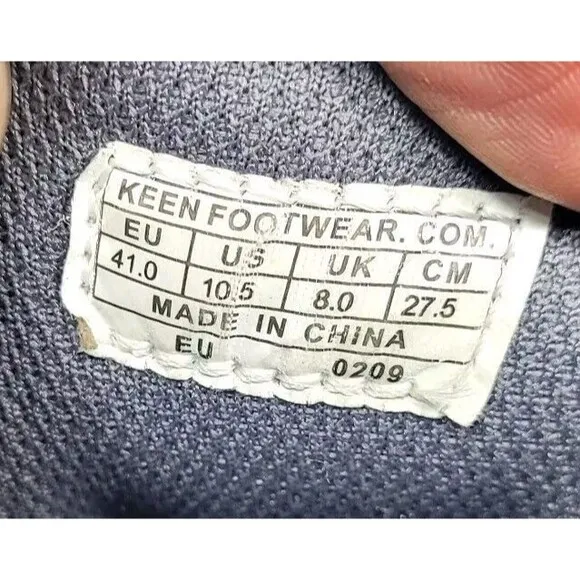 KEEN FOOTWEAR. COM.
EU US UK CM
41.0 10.5 8.0 27.5
MADE IN CHINA
EU 0209